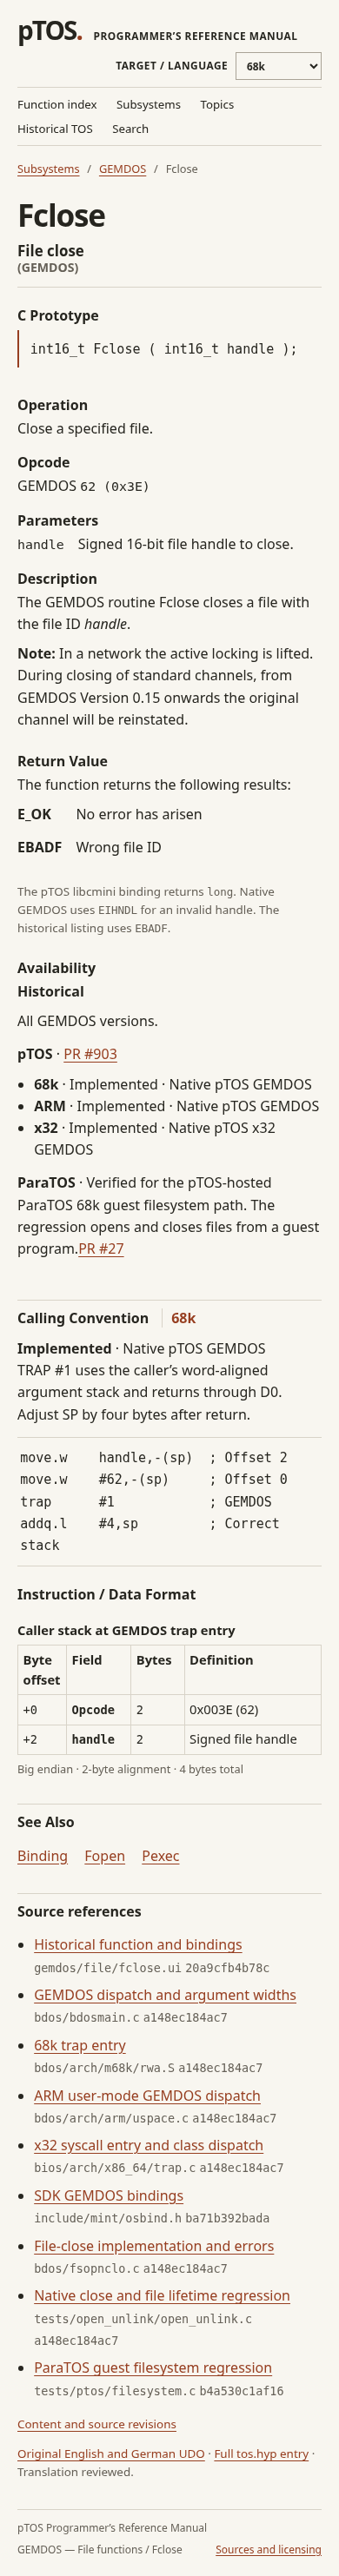 pTOS. PROGRAMMER’S REFERENCE MANUAL
TARGET / LANGUAGE 68k
Function index Subsystems Topics
Historical TOS Search
Subsystems / GEMDOS / Fclose
Fclose
File close
(GEMDOS)
C Prototype
int16_t Fclose ( int16_t handle );
Operation
Close a specified file.
Opcode
GEMDOS 62 (0x3E)
Parameters
handle Signed 16-bit file handle to close.
Description
The GEMDOS routine Fclose closes a file with
the file ID handle.
Note: In a network the active locking is lifted.
During closing of standard channels, from
GEMDOS Version 0.15 onwards the original
channel will be reinstated.
Return Value
The function returns the following results:
E_OK No error has arisen
EBADF Wrong file ID
The pTOS libcmini binding returns long. Native
GEMDOS uses EIHNDL for an invalid handle. The
historical listing uses EBADF.
Availability
Historical
All GEMDOS versions.
pTOS · PR #903
• 68k · Implemented · Native pTOS GEMDOS
• ARM · Implemented · Native pTOS GEMDOS
• x32 · Implemented · Native pTOS x32
GEMDOS
ParaTOS · Verified for the pTOS-hosted
ParaTOS 68k guest filesystem path. The
regression opens and closes files from a guest
program.PR #27
Calling Convention 68k
Implemented · Native pTOS GEMDOS
TRAP #1 uses the caller’s word-aligned
argument stack and returns through D0.
Adjust SP by four bytes after return.
move.w handle,-(sp) ; Offset 2
move.w #62,-(sp) ; Offset 0
trap #1 ; GEMDOS
addq.l #4,sp ; Correct
stack
Instruction / Data Format
Caller stack at GEMDOS trap entry
Byte offset Field Bytes Definition
+0 Opcode 2 0x003E (62)
+2 handle 2 Signed file handle
Big endian · 2-byte alignment · 4 bytes total
See Also
Binding Fopen Pexec
Source references
• Historical function and bindings
gemdos/file/fclose.ui 20a9cfb4b78c
• GEMDOS dispatch and argument widths
bdos/bdosmain.c a148ec184ac7
• 68k trap entry
bdos/arch/m68k/rwa.S a148ec184ac7
• ARM user-mode GEMDOS dispatch
bdos/arch/arm/uspace.c a148ec184ac7
• x32 syscall entry and class dispatch
bios/arch/x86_64/trap.c a148ec184ac7
• SDK GEMDOS bindings
include/mint/osbind.h ba71b392bada
• File-close implementation and errors
bdos/fsopnclo.c a148ec184ac7
• Native close and file lifetime regression
tests/open_unlink/open_unlink.c
a148ec184ac7
• ParaTOS guest filesystem regression
tests/ptos/filesystem.c b4a530c1af16
Content and source revisions
Original English and German UDO · Full tos.hyp entry ·
Translation reviewed.
pTOS Programmer’s Reference Manual
GEMDOS — File functions / Fclose Sources and licensing